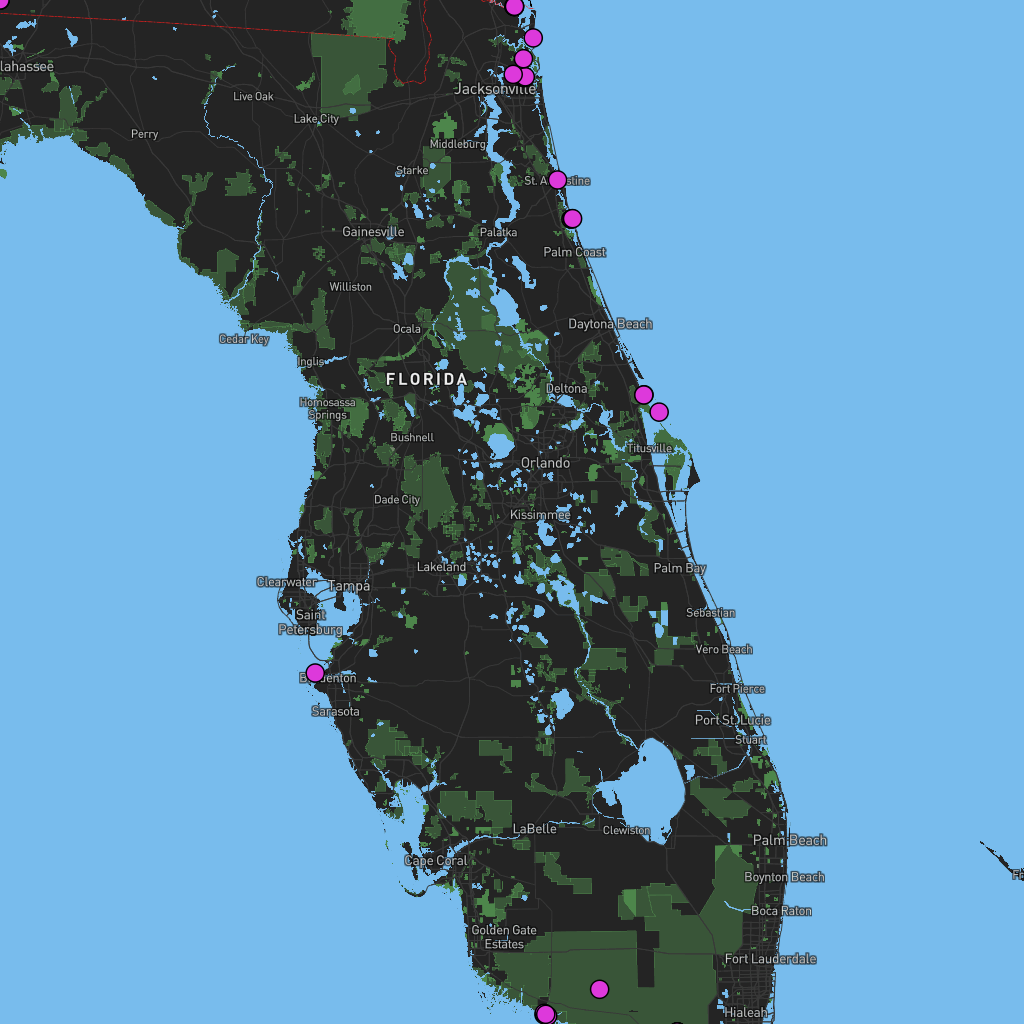 lahassee
Live Oak
Jacksonville
Lake City
Perry
Middleburg
Starke
Gainesville
Palatka
Palm Coast
Williston
Daytona Beach
Ocala
Cedar Key
Inglis
FLORIDA
Deltona
Homosassa
Springs
Bushnell
Titusville
Orlando
Dade City
Kissimmee
Lakeland
Palm Bay
Clearwater
Tampa
Saint
Petersburg
Sebastian
Vero Beach
Fort Pierce
Sarasota
Port St. Lucie
Stuart
LaBelle
Clewiston
Palm Beach
Cape Coral
Boynton Beach
Boca Raton
Golden Gate
Estates
Fort Lauderdale
Hialeah